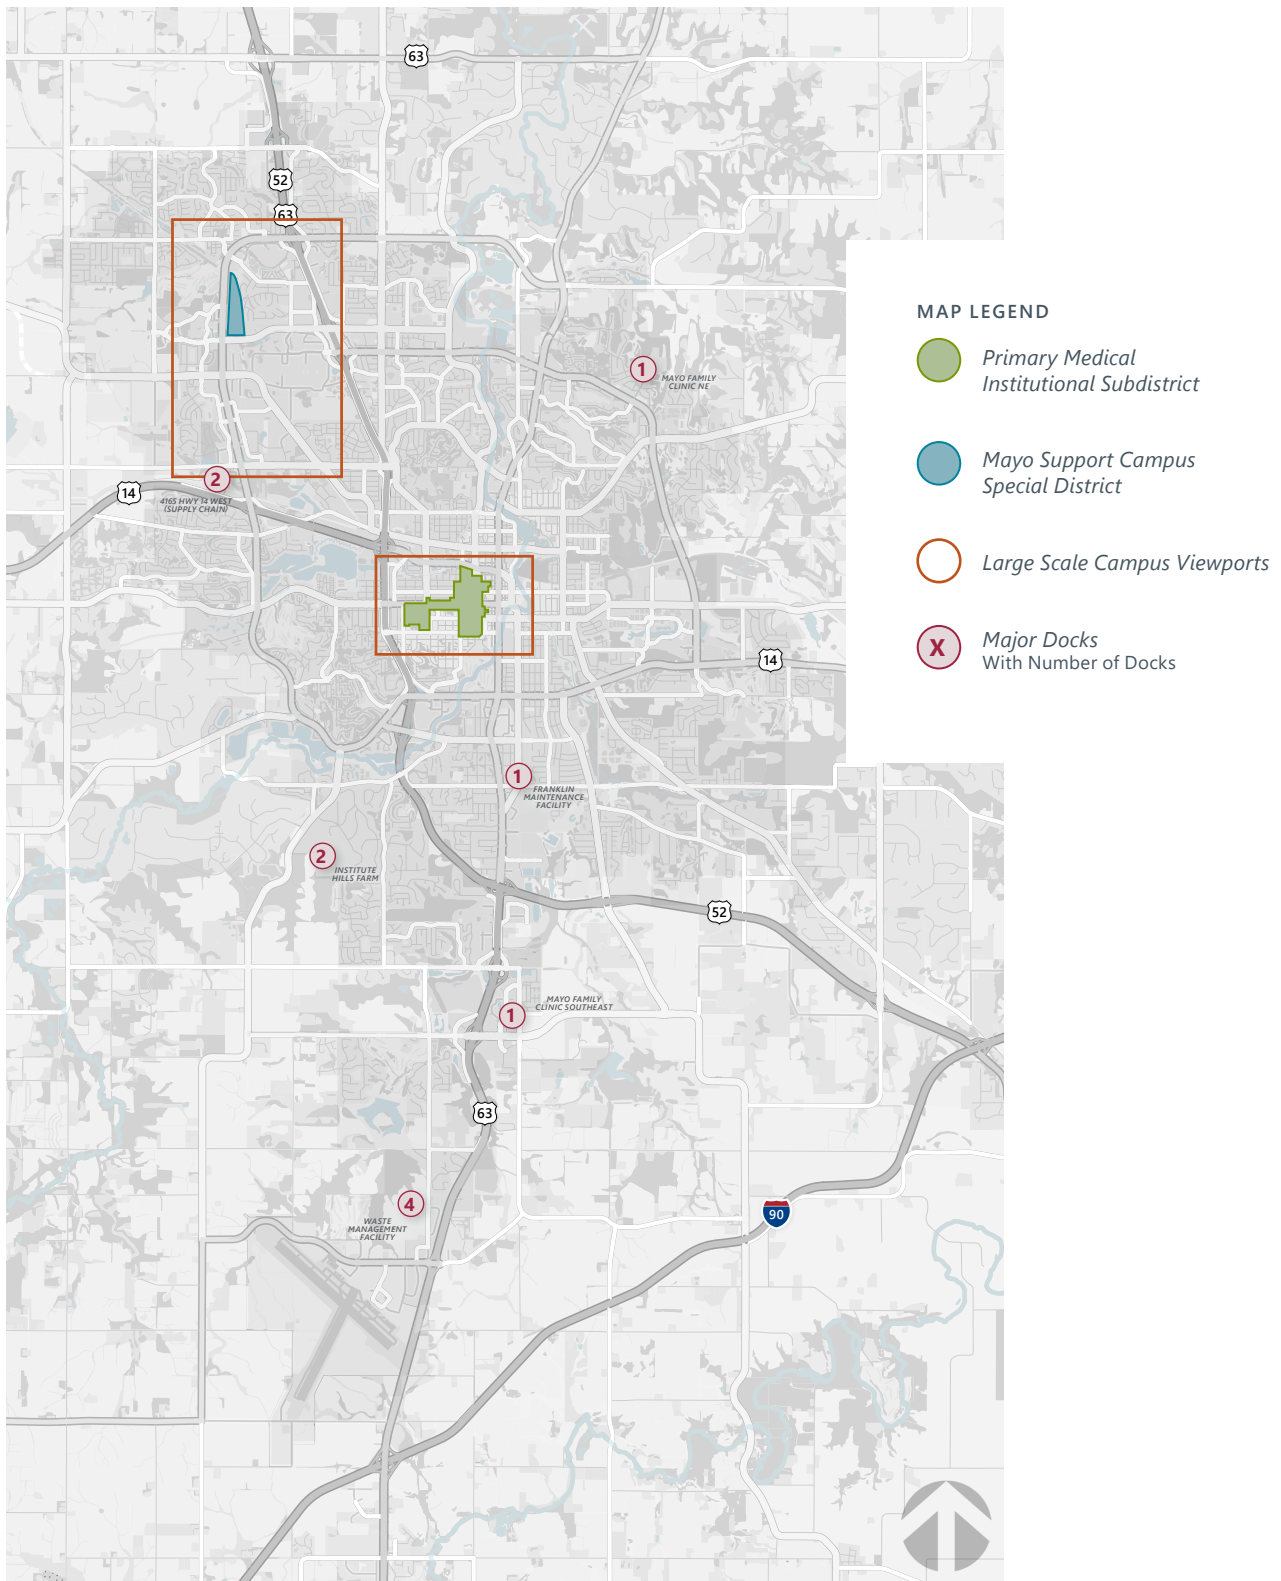 63
52
63
1
MAYO FAMILY
CLINIC NE
2
14
4165 HWY 14 WEST
(SUPPLY CHAIN)
14
1
FRANKLIN
MAINTENANCE
FACILITY
2
INSTITUTE
HILLS FARM
52
MAYO FAMILY
CLINIC SOUTHEAST
1
63
4
WASTE
MANAGEMENT
FACILITY
90
MAP LEGEND
Primary Medical
Institutional Subdistrict
Mayo Support Campus
Special District
Large Scale Campus Viewports
X
Major Docks
With Number of Docks